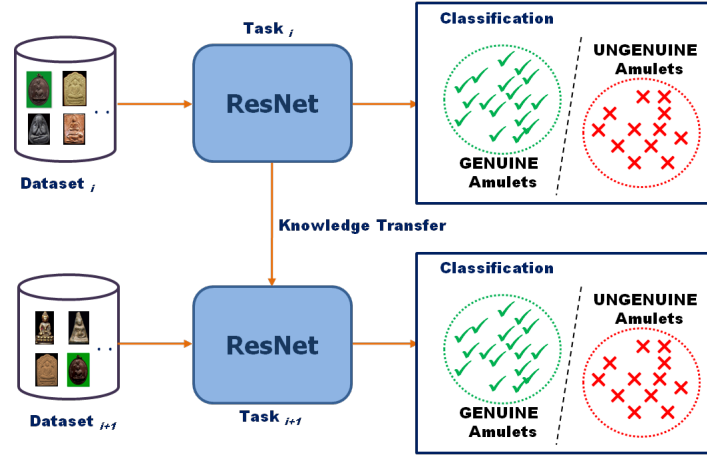 Task i
Classification
UNGENUINE
Amulets
ResNet
. .
GENUINE
Amulets
Dataset i
Knowledge Transfer
Classification
UNGENUINE
Amulets
ResNet
. .
GENUINE
Amulets
Dataset i+1
Task i+1